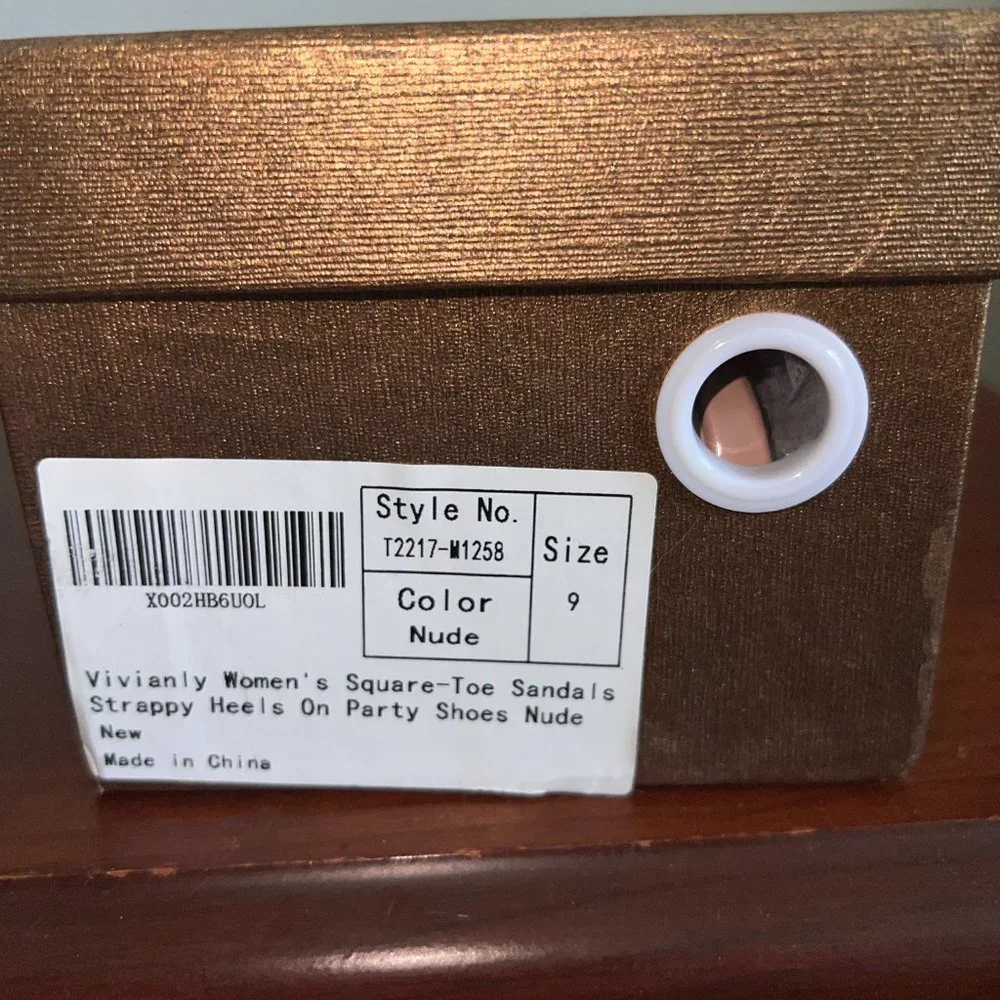 X002HB6UOL
Style No.
T2217-M1258
Color
Nude
Size
9
Vivianly Women's Square-Toe Sandals
Strappy Heels On Party Shoes Nude
New
Made in China